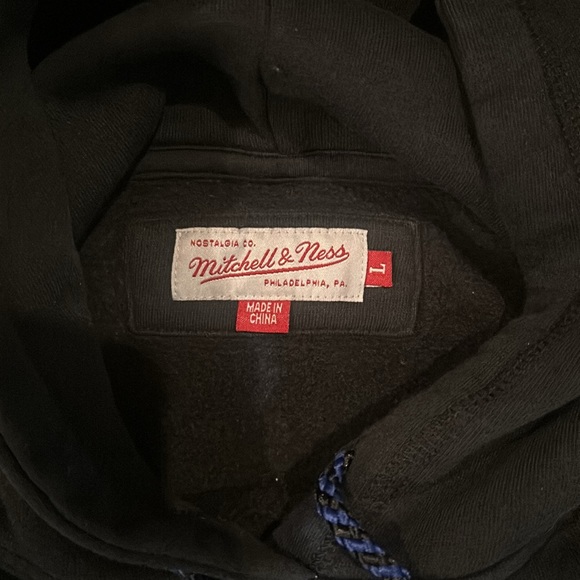 NOSTALGIA CO.
Mitchell & Ness
PHILADELPHIA, PA.
L
MADE IN
CHINA